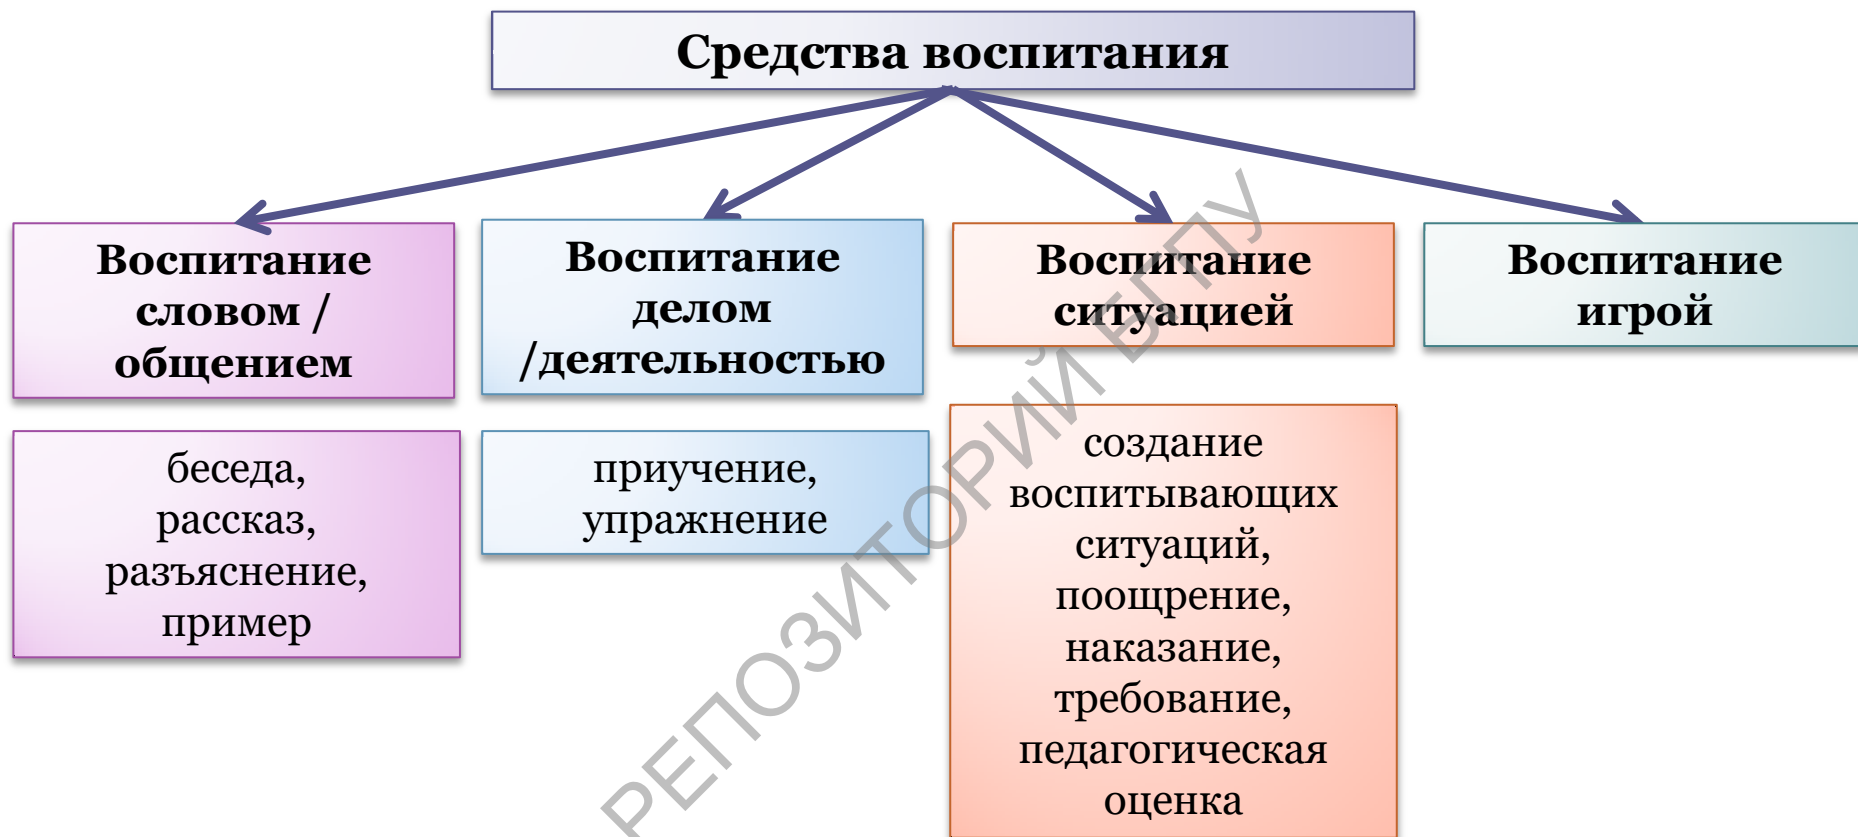 Средства воспитания
Воспитание
словом /
общением
Воспитание
делом
/деятельностью
Воспитание
ситуацией
Воспитание
игрой
беседа,
рассказ,
разъяснение,
пример
приучение,
упражнение
создание
воспитывающих
ситуаций,
поощрение,
наказание,
требование,
педагогическая
оценка
РЕПОЗИТОРИЙ БГПУ